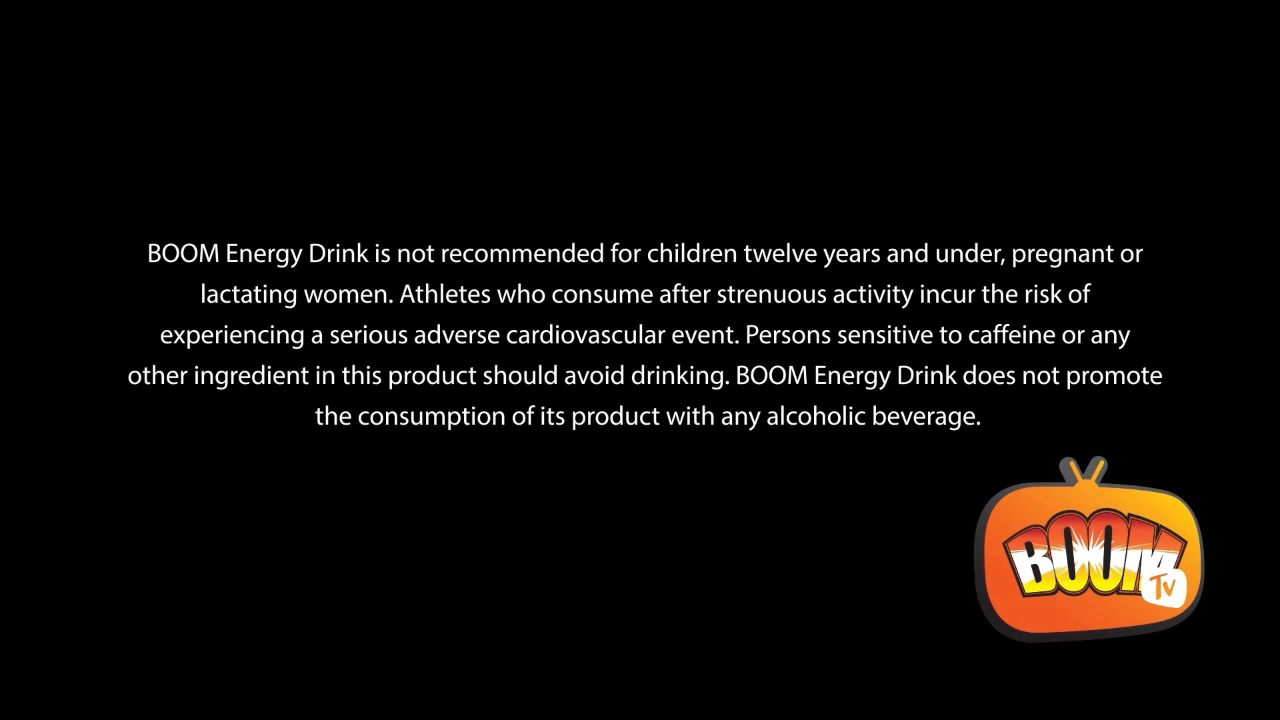 BOOM Energy Drink is not recommended for children twelve years and under, pregnant or
lactating women. Athletes who consume after strenuous activity incur the risk of
experiencing a serious adverse cardiovascular event. Persons sensitive to caffeine or any
other ingredient in this product should avoid drinking. BOOM Energy Drink does not promote
the consumption of its product with any alcoholic beverage.
BOOM
Tv